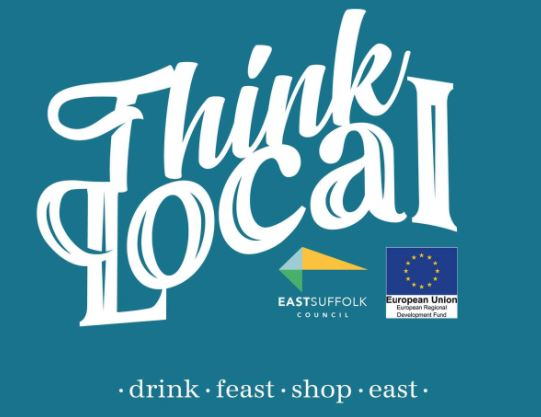 Think
Local
EASTSUFFOLK
COUNCIL
European Union
European Regional
Development Fund
· drink · feast · shop · east ·